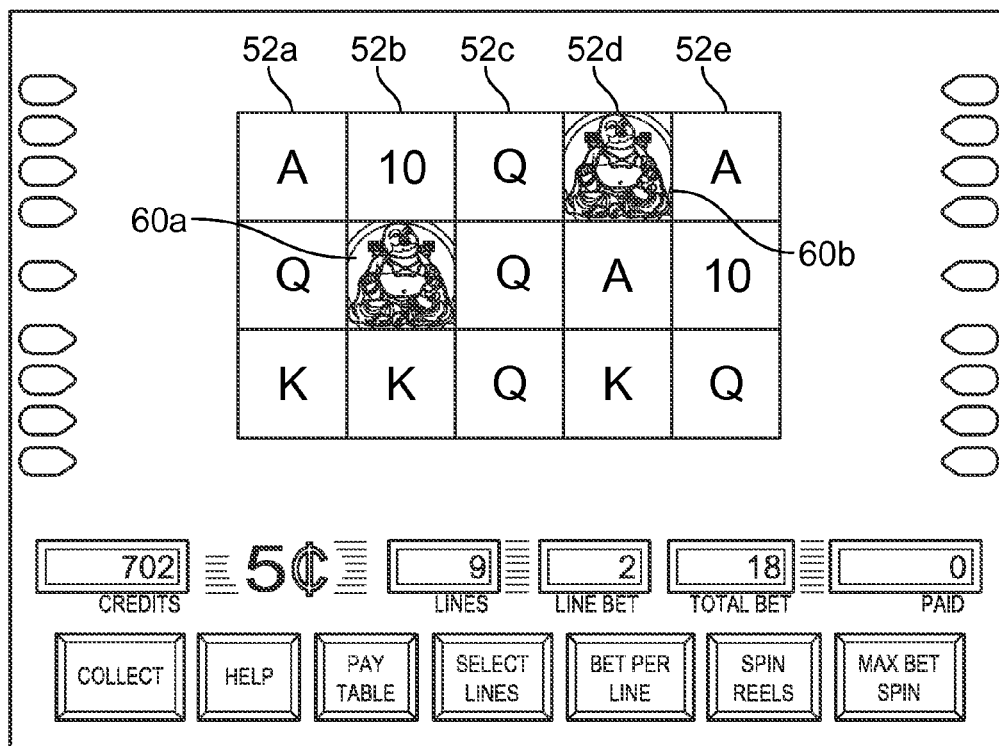 52a 52b 52c 52d 52e
A 10 Q A
60a 60b
Q Q A 10
K K Q K Q
702 5¢ 9 2 18 0
CREDITS LINES LINE BET TOTAL BET PAID
COLLECT HELP PAY TABLE SELECT LINES BET PER LINE SPIN REELS MAX BET SPIN